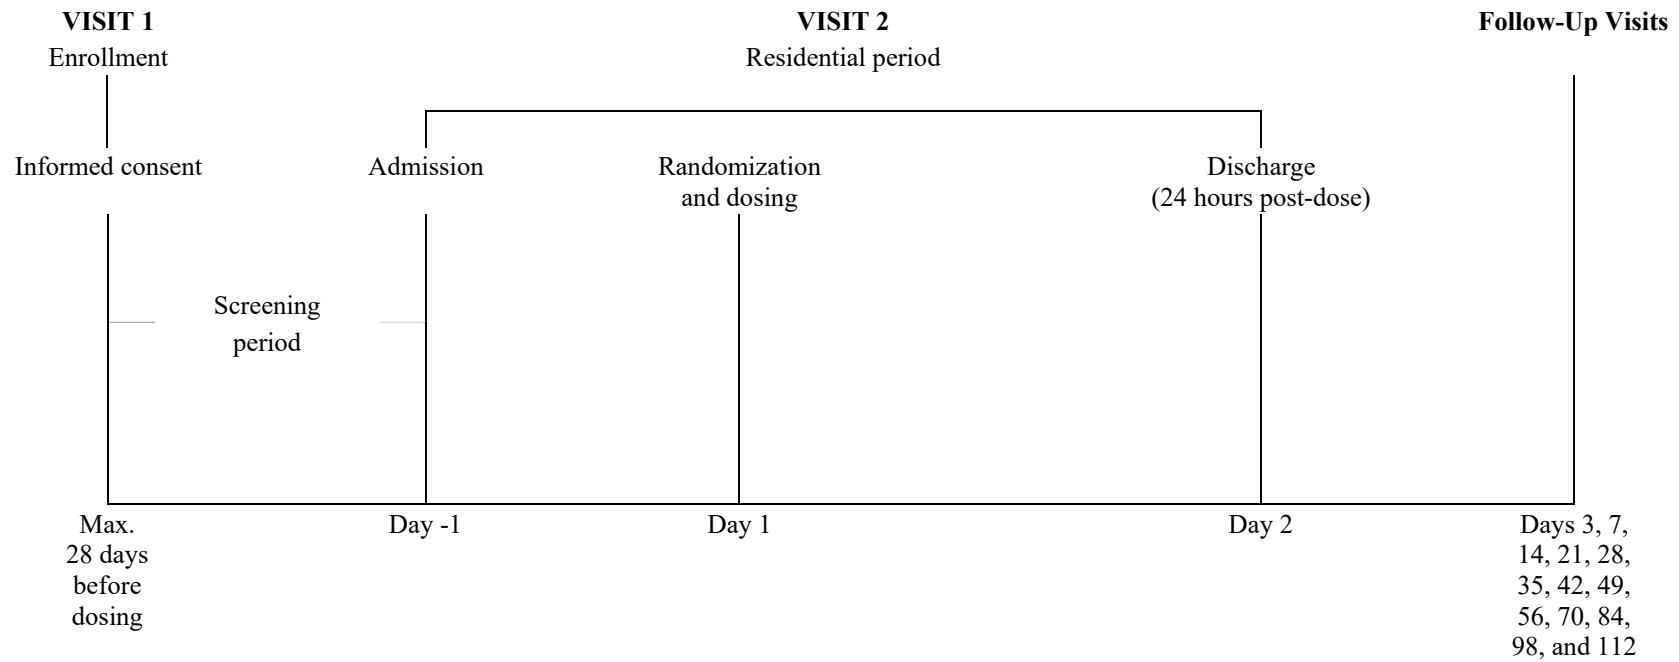 VISIT 1
Enrollment
VISIT 2
Residential period
Follow-Up Visits
Informed consent
Admission
Randomization
and dosing
Discharge
(24 hours post-dose)
Screening
period
Max.
28 days
before
dosing
Day -1
Day 1
Day 2
Days 3, 7,
14, 21, 28,
35, 42, 49,
56, 70, 84,
98, and 112